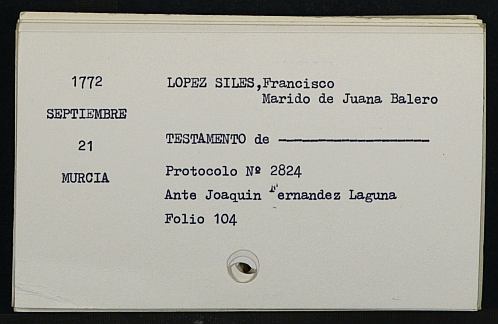 1772
SEPTIEMBRE
21
MURCIA
LOPEZ SILES,Francisco
Marido de Juana Balero
TESTAMENTO de ------------------
Protocolo Nº 2824
Ante Joaquin Fernandez Laguna
Folio 104